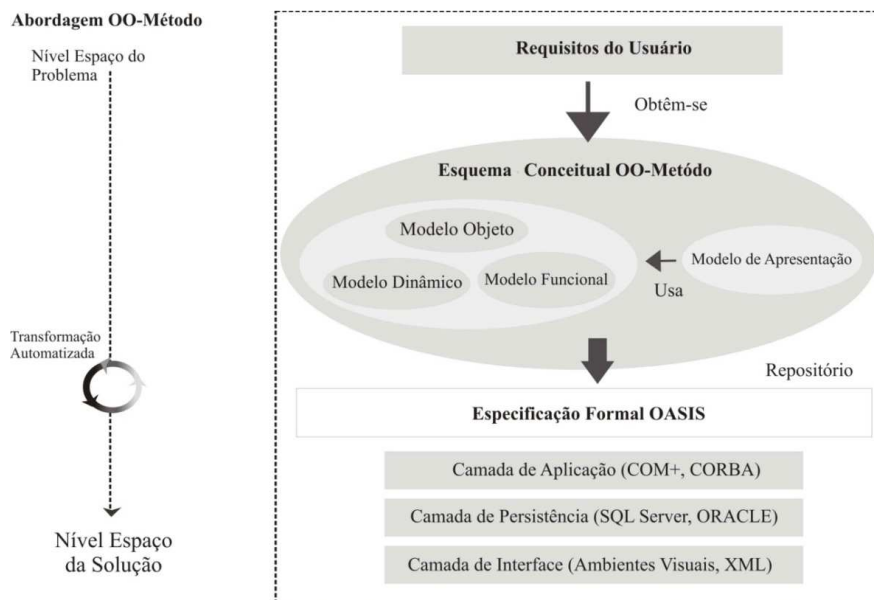 Abordagem OO-Método
Nível Espaço do
Problema
Transformação
Automatizada
Nível Espaço
da Solução
Requisitos do Usuário
Obtêm-se
Esquema - Conceitual OO-Metódo
Modelo Objeto
Modelo Dinâmico
Modelo Funcional
Usa
Modelo de Apresentação
Repositório
Especificação Formal OASIS
Camada de Aplicação (COM+, CORBA)
Camada de Persistência (SQL Server, ORACLE)
Camada de Interface (Ambientes Visuais, XML)